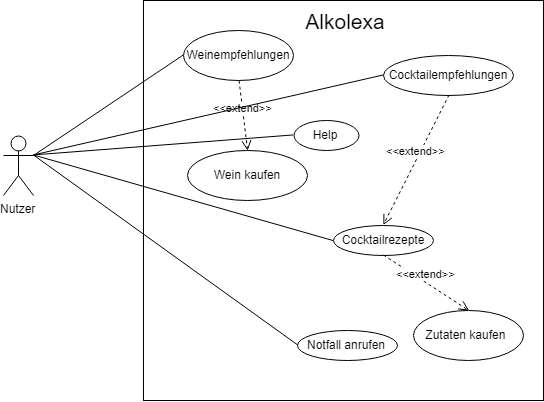 Alkolexa
Weinempfehlungen
Cocktailempfehlungen
<<extend>>
Help
<<extend>>
Wein kaufen
Nutzer
Cocktailrezepte
<<extend>>
Zutaten kaufen
Notfall anrufen